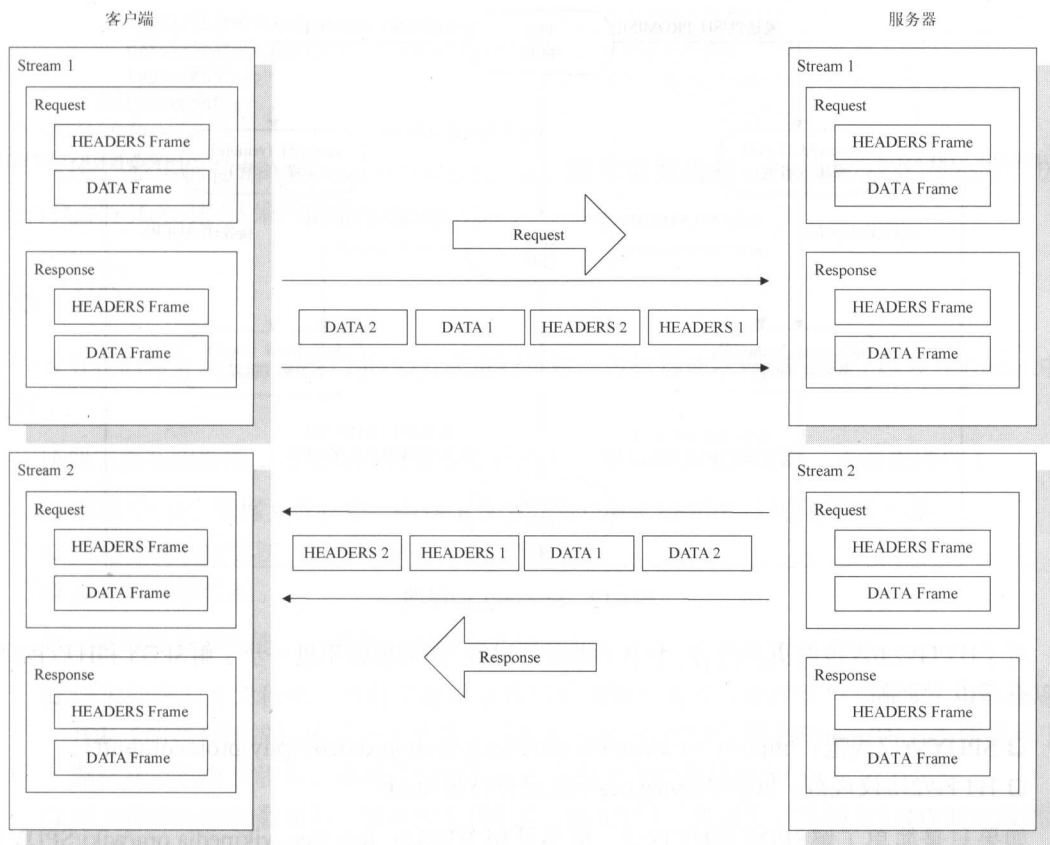 客户端
服务器
Stream 1
Request
HEADERS Frame
DATA Frame
Response
HEADERS Frame
DATA Frame
Request
DATA 2
DATA 1
HEADERS 2
HEADERS 1
Stream 1
Request
HEADERS Frame
DATA Frame
Response
HEADERS Frame
DATA Frame
Stream 2
Request
HEADERS Frame
DATA Frame
Response
HEADERS Frame
DATA Frame
HEADERS 2
HEADERS 1
DATA 1
DATA 2
Response
Stream 2
Request
HEADERS Frame
DATA Frame
Response
HEADERS Frame
DATA Frame